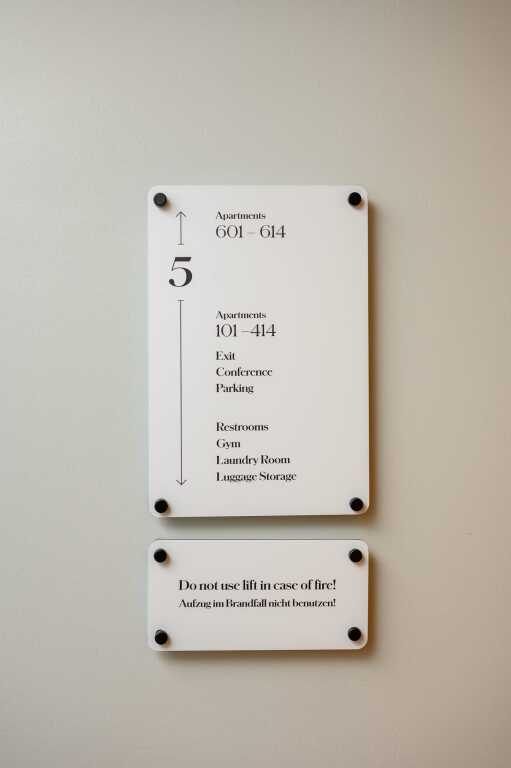 Apartments
601 – 614
5
Apartments
101 –414
Exit
Conference
Parking
Restrooms
Gym
Laundry Room
Luggage Storage
Do not use lift in case of fire!
Aufzug im Brandfall nicht benutzen!